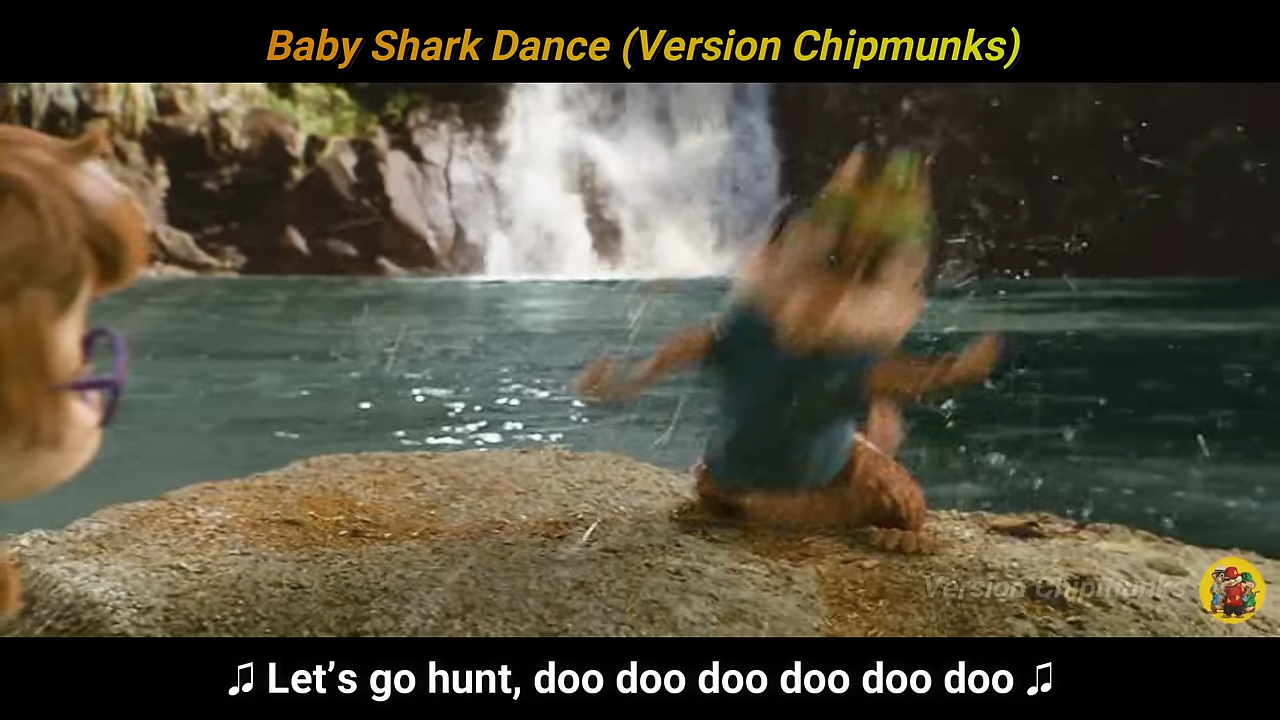 Baby Shark Dance (Version Chipmunks)
Version Chipmunks
♫ Let’s go hunt, doo doo doo doo doo doo ♫